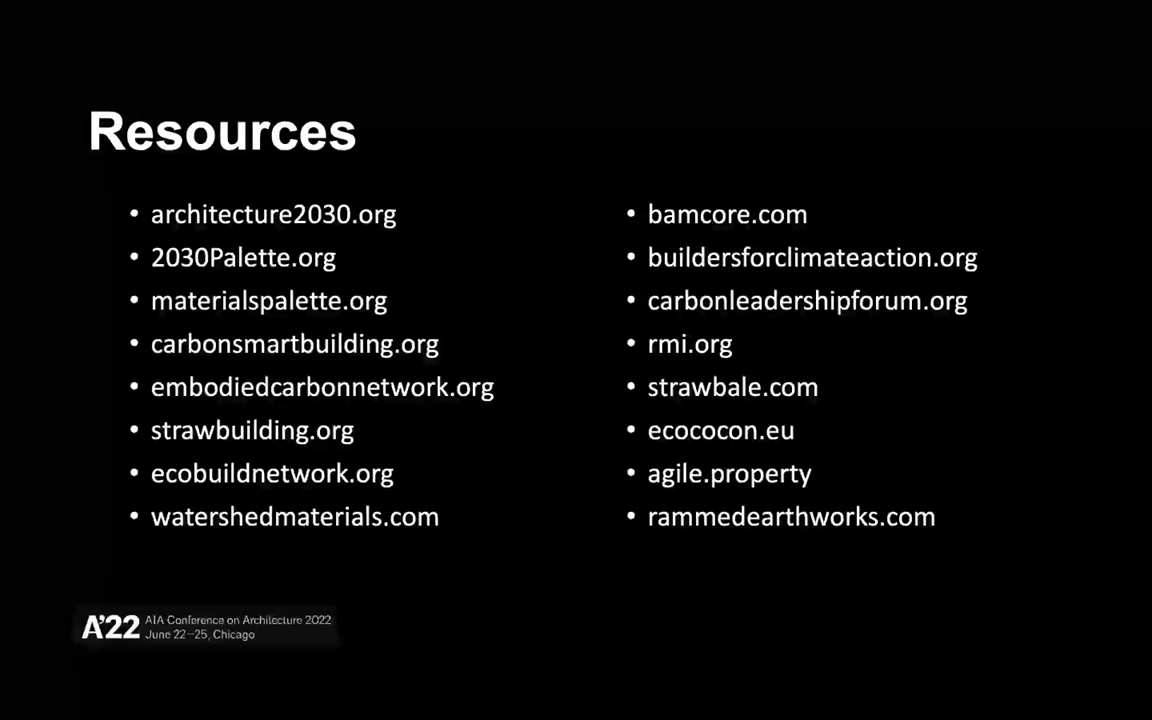 Resources
• architecture2030.org
• 2030Palette.org
• materialspalette.org
• carbonsmartbuilding.org
• embodiedcarbonnetwork.org
• strawbuilding.org
• ecobuildnetwork.org
• watershedmaterials.com
• bamcore.com
• buildersforclimateaction.org
• carbonleadershipforum.org
• rmi.org
• strawbale.com
• ecococon.eu
• agile.property
• rammedearthworks.com
A'22 AIA Conference on Architecture 2022
June 22–25, Chicago